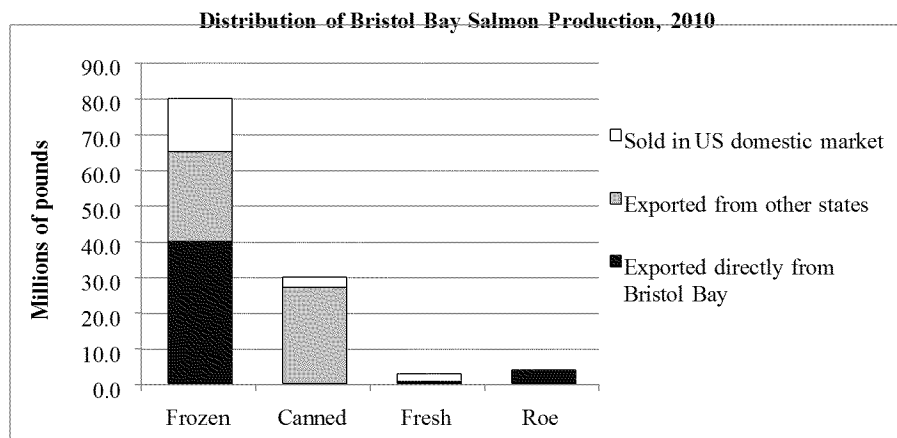 Distribution of Bristol Bay Salmon Production, 2010
90.0
80.0
70.0
60.0
50.0
40.0
30.0
20.0
10.0
0.0
Millions of pounds
Frozen Canned Fresh Roe
Sold in US domestic market
Exported from other states
Exported directly from
Bristol Bay